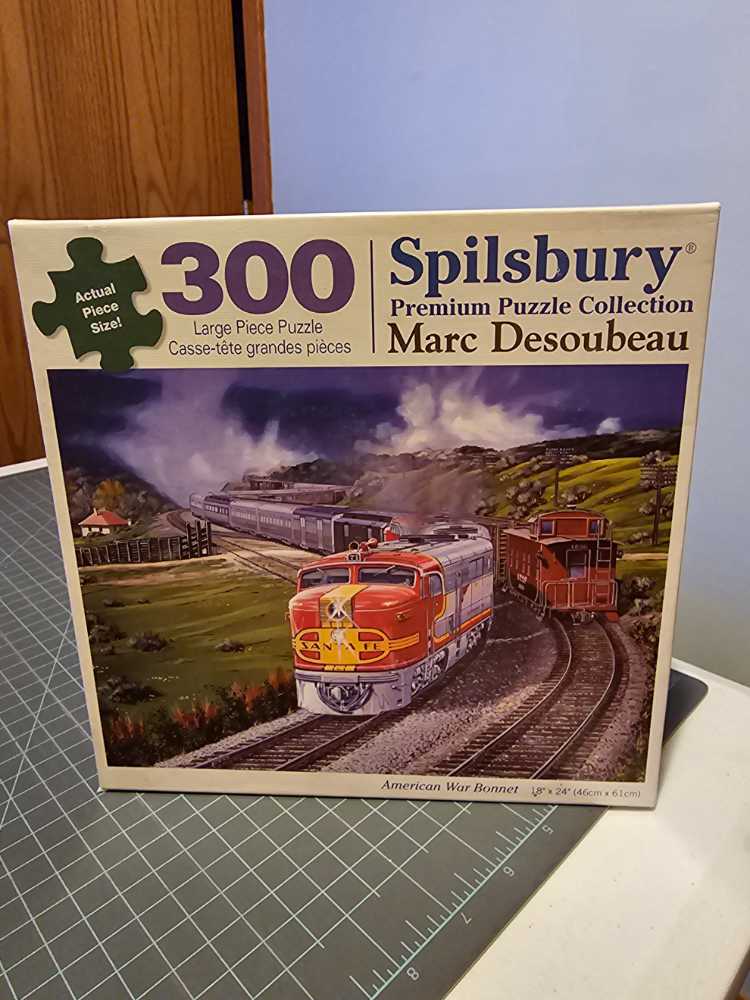 Actual
Piece
Size!
300
Large Piece Puzzle
Casse-tête grandes pièces
Spilsbury®
Premium Puzzle Collection
Marc Desoubeau
SANTA FE
American War Bonnet 18" x 24" (46cm x 61cm)
5
6
7
8